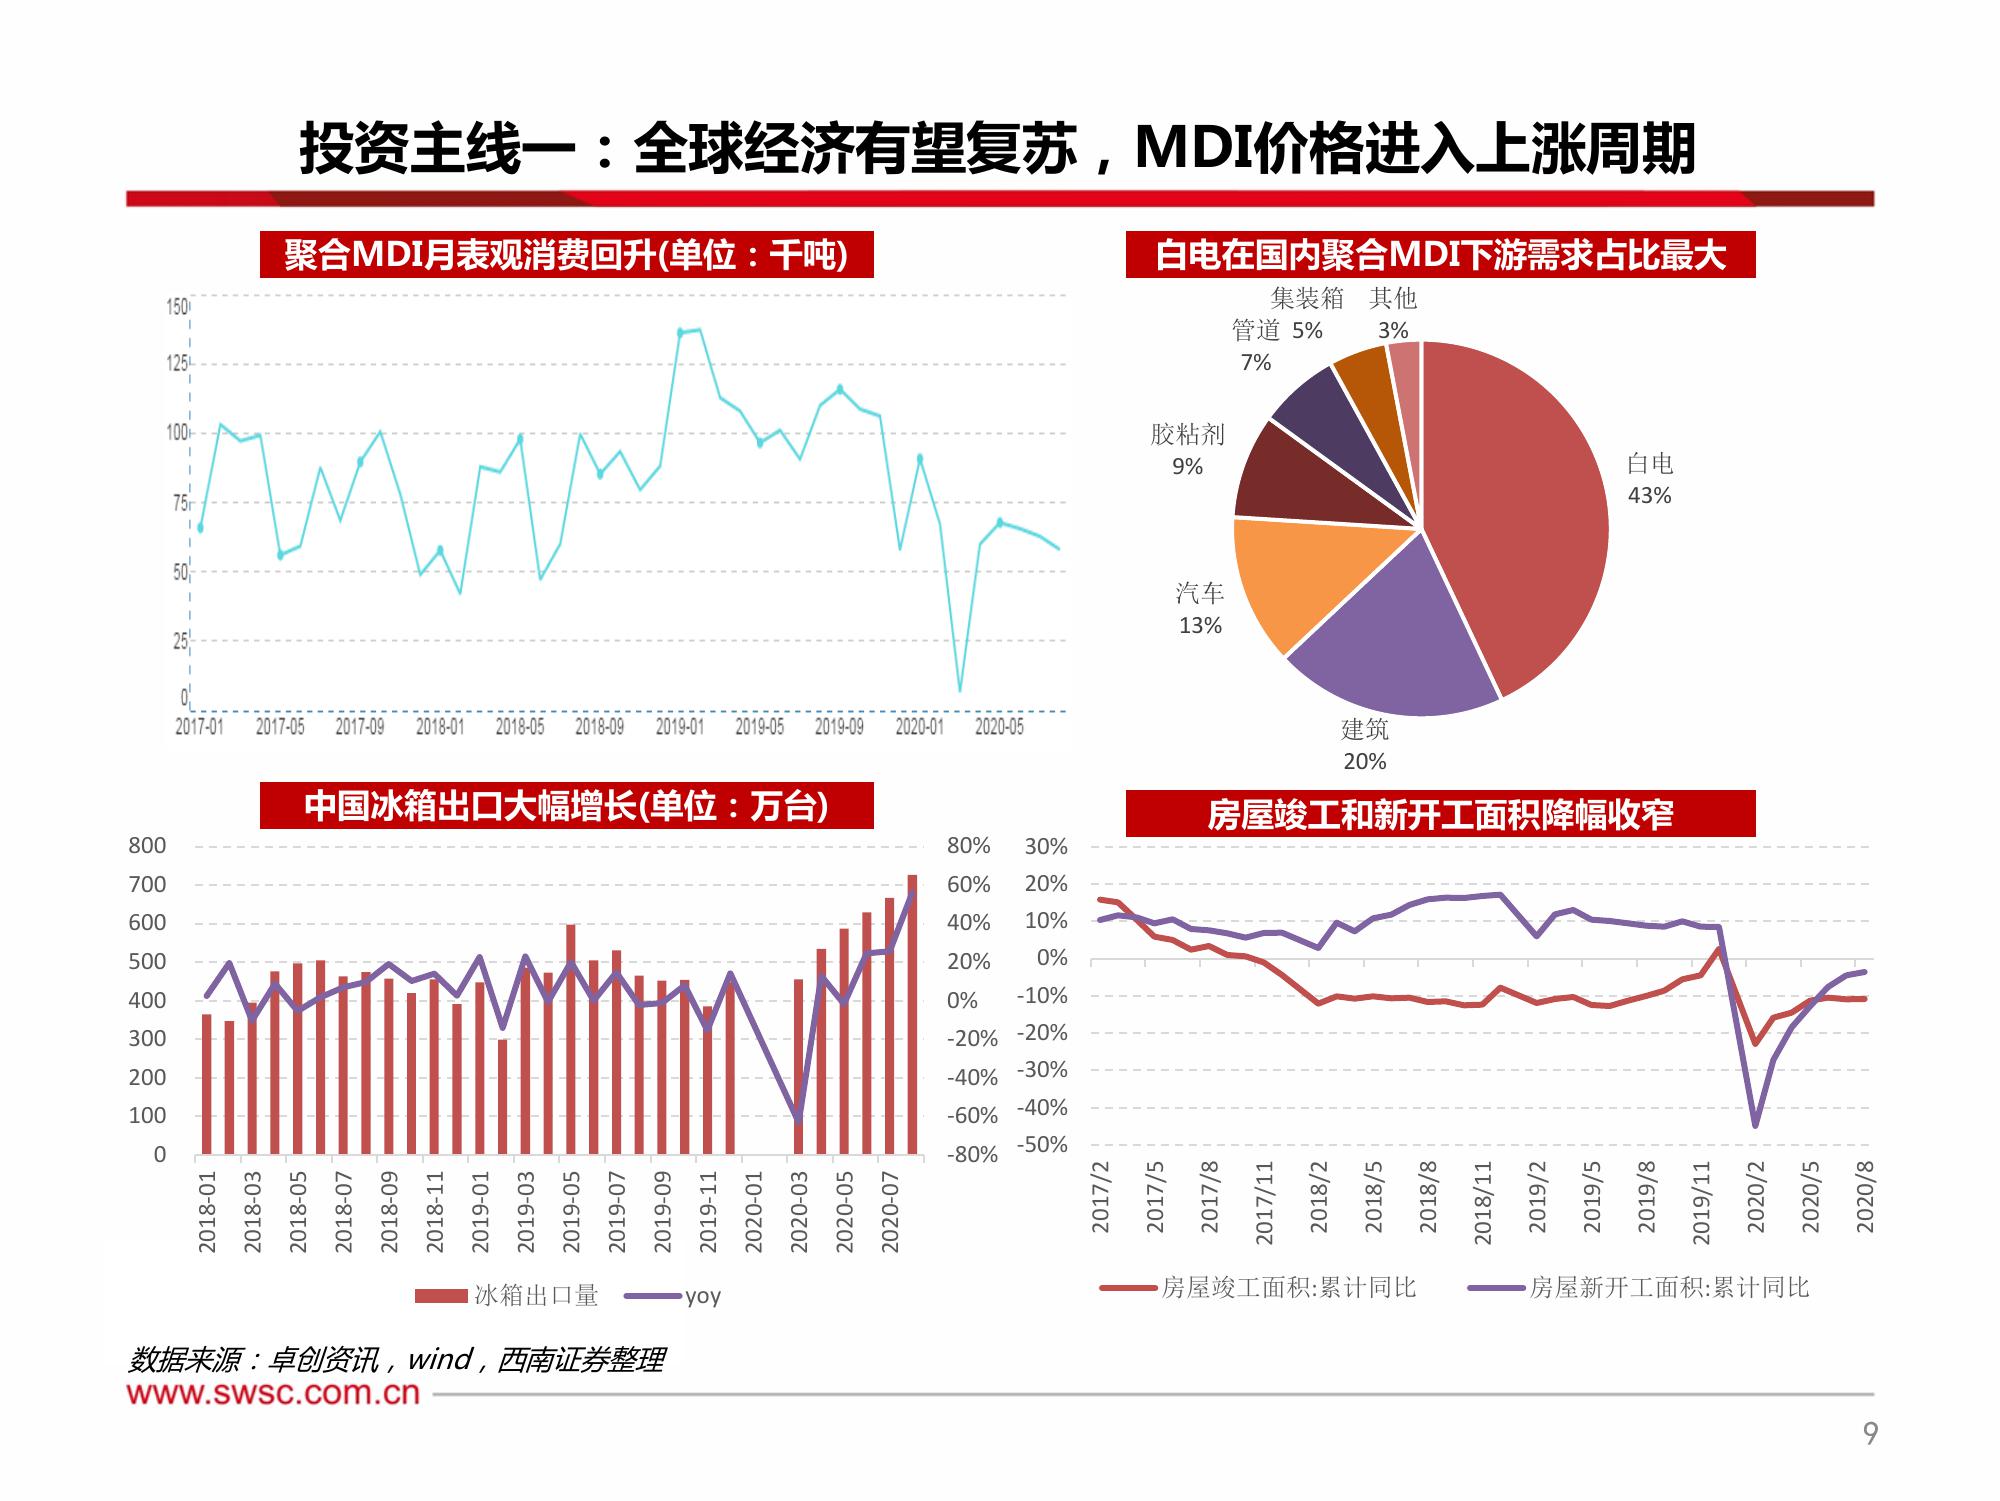 投资主线一：全球经济有望复苏，MDI价格进入上涨周期
聚合MDI月表观消费回升(单位：千吨)
150
125
100
75
50
25
0
2017-01 2017-05 2017-09 2018-01 2018-05 2018-09 2019-01 2019-05 2019-09 2020-01 2020-05
白电在国内聚合MDI下游需求占比最大
集装箱 其他
管道 5% 3%
7%
胶粘剂
9%
白电
43%
汽车
13%
建筑
20%
中国冰箱出口大幅增长(单位：万台)
800 80%
700 60%
600 40%
500 20%
400 0%
300 -20%
200 -40%
100 -60%
0 -80%
2018-01 2018-03 2018-05 2018-07 2018-09 2018-11 2019-01 2019-03 2019-05 2019-07 2019-09 2019-11 2020-01 2020-03 2020-05 2020-07
冰箱出口量 yoy
房屋竣工和新开工面积降幅收窄
30%
20%
10%
0%
-10%
-20%
-30%
-40%
-50%
2017/2 2017/5 2017/8 2017/11 2018/2 2018/5 2018/8 2018/11 2019/2 2019/5 2019/8 2019/11 2020/2 2020/5 2020/8
房屋竣工面积:累计同比 房屋新开工面积:累计同比
数据来源：卓创资讯，wind，西南证券整理
www.swsc.com.cn
9